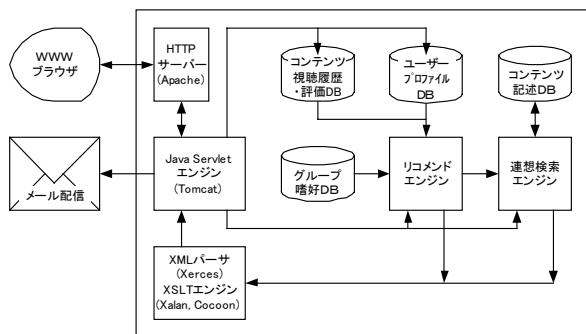 WWW
ブラウザ
HTTP
サーバー
(Apache)
コンテンツ
視聴履歴
・評価DB
ユーザー
プロファイル
DB
コンテンツ
記述DB
メール配信
Java Servlet
エンジン
(Tomcat)
グループ
嗜好DB
リコメンド
エンジン
連想検索
エンジン
XMLパーサ
(Xerces)
XSLTエンジン
(Xalan, Cocoon)